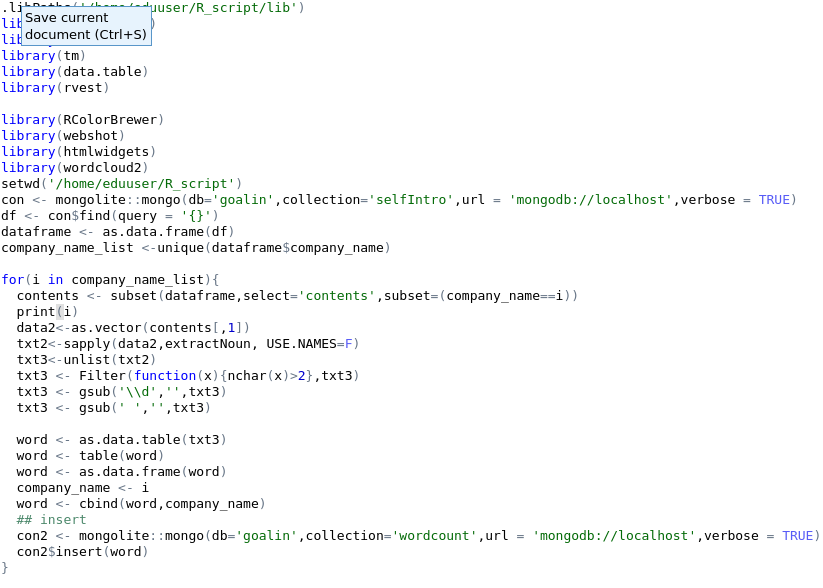 .libPaths('/home/eduuser/R_script/lib')
Save current
document (Ctrl+S)
library(tm)
library(data.table)
library(rvest)
library(RColorBrewer)
library(webshot)
library(htmlwidgets)
library(wordcloud2)
setwd('/home/eduuser/R_script')
con <- mongolite::mongo(db='goalin',collection='selfIntro',url = 'mongodb://localhost',verbose = TRUE)
df <- con$find(query = '{}')
dataframe <- as.data.frame(df)
company_name_list <-unique(dataframe$company_name)
for(i in company_name_list){
  contents <- subset(dataframe,select='contents',subset=(company_name==i))
  print(i)
  data2<-as.vector(contents[,1])
  txt2<-sapply(data2,extractNoun, USE.NAMES=F)
  txt3<-unlist(txt2)
  txt3 <- Filter(function(x){nchar(x)>2},txt3)
  txt3 <- gsub('\\d','',txt3)
  txt3 <- gsub(' ','',txt3)
  word <- as.data.table(txt3)
  word <- table(word)
  word <- as.data.frame(word)
  company_name <- i
  word <- cbind(word,company_name)
  ## insert
  con2 <- mongolite::mongo(db='goalin',collection='wordcount',url = 'mongodb://localhost',verbose = TRUE)
  con2$insert(word)
}